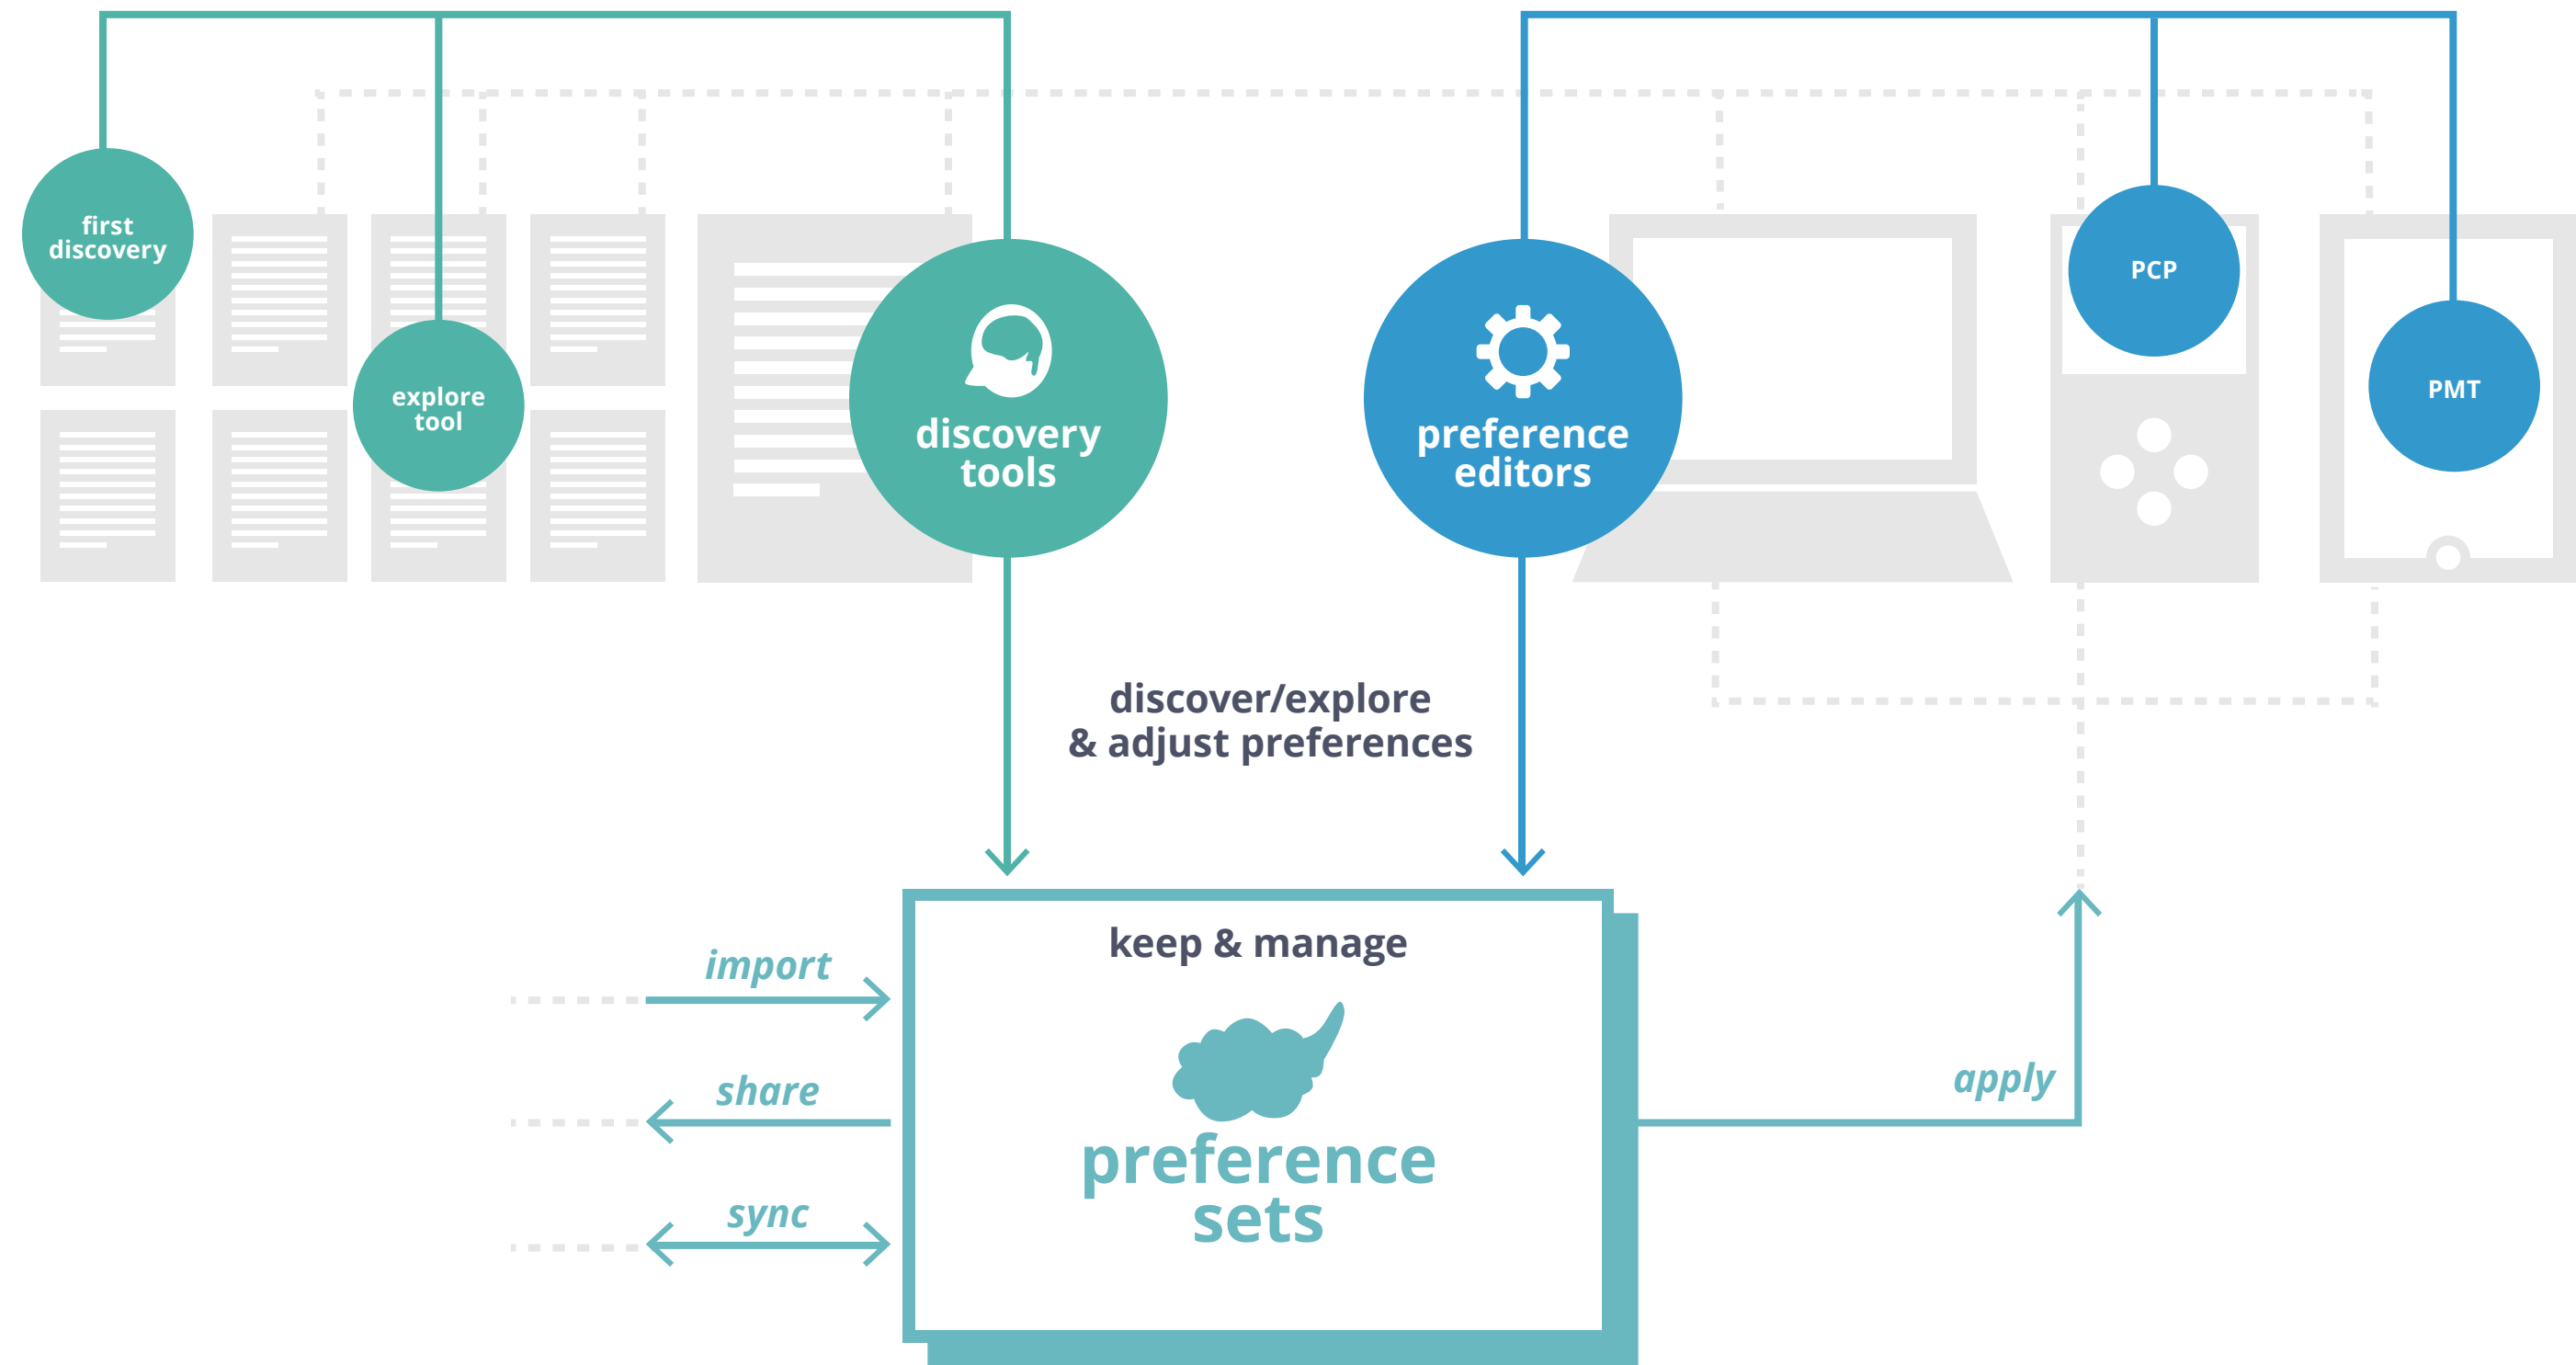 first
discovery
explore
tool
discovery
tools
preference
editors
PCP
PMT
discover/explore
& adjust preferences
keep & manage
preference
sets
import
share
sync
apply